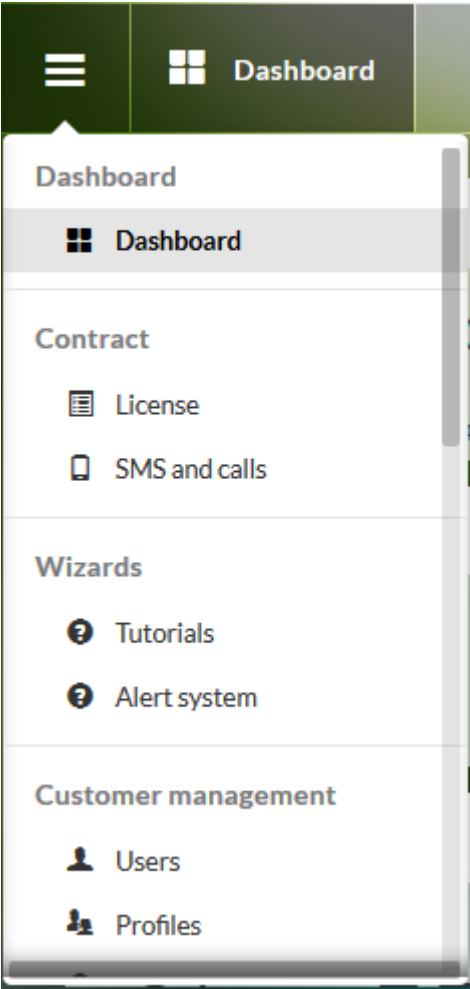 Dashboard
Dashboard
Dashboard
Contract
License
SMS and calls
Wizards
Tutorials
Alert system
Customer management
Users
Profiles